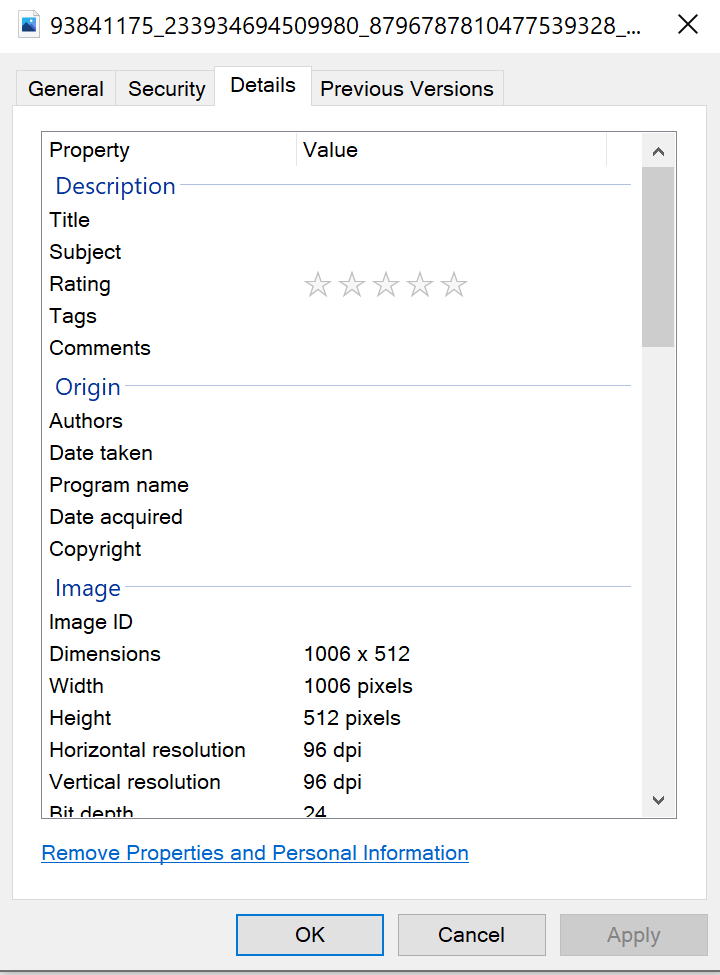 93841175_233934694509980_8796787810477539328_...
General Security Details Previous Versions
Property Value
Description
Title
Subject
Rating
Tags
Comments
Origin
Authors
Date taken
Program name
Date acquired
Copyright
Image
Image ID
Dimensions 1006 x 512
Width 1006 pixels
Height 512 pixels
Horizontal resolution 96 dpi
Vertical resolution 96 dpi
Bit depth 24
Remove Properties and Personal Information
OK Cancel Apply